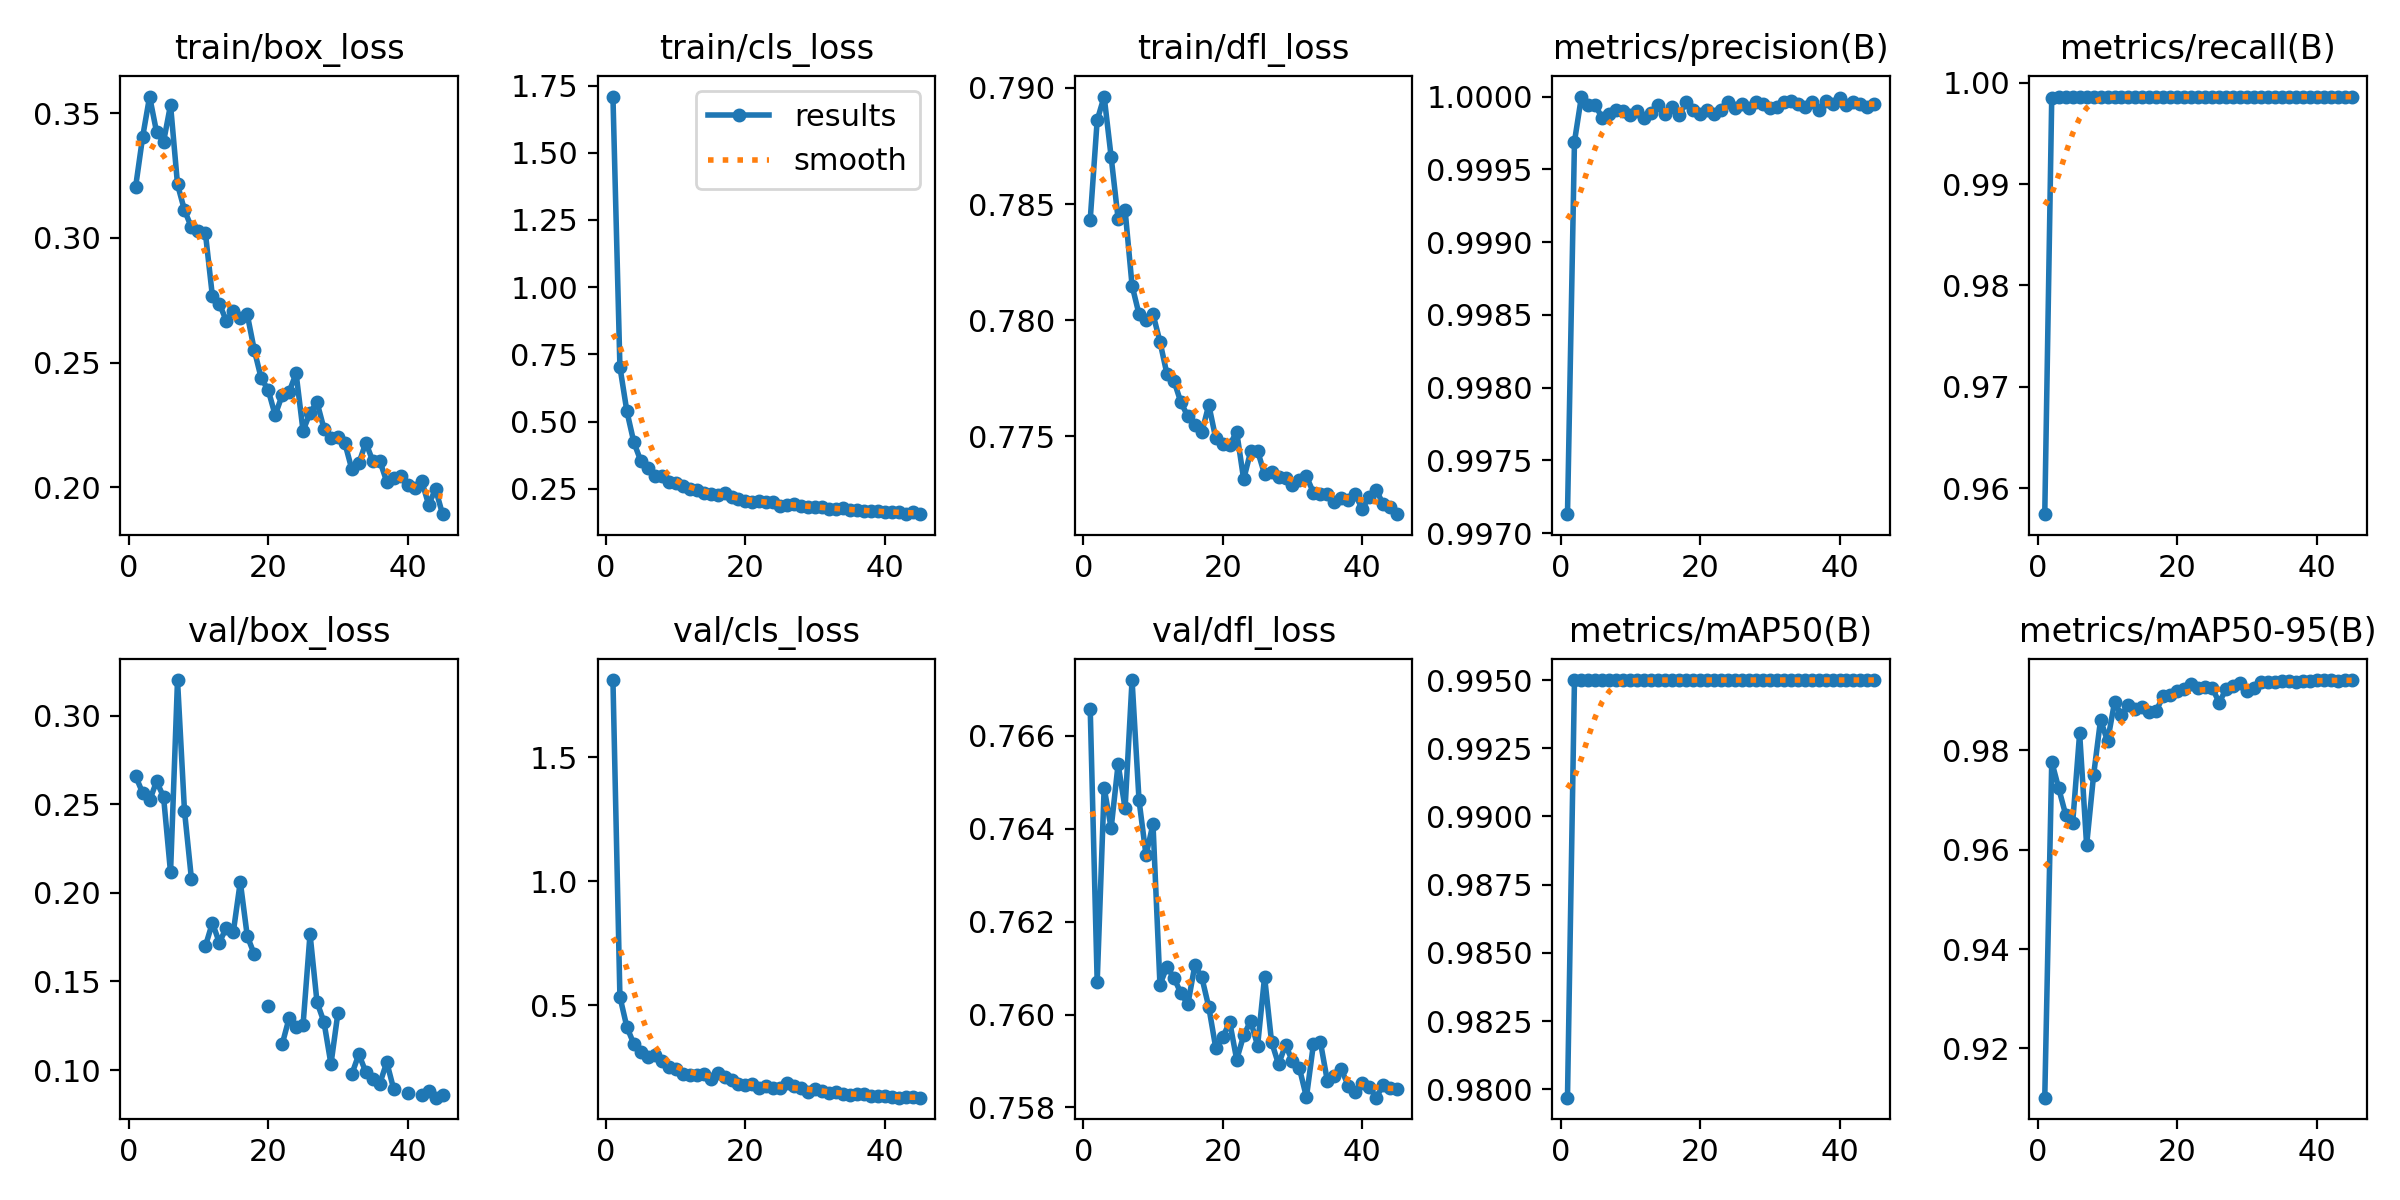 train/box_loss
0.35
0.30
0.25
0.20
0 20 40
train/cls_loss
1.75
1.50
1.25
1.00
0.75
0.50
0.25
0 20 40
results
smooth
train/dfl_loss
0.790
0.785
0.780
0.775
0 20 40
metrics/precision(B)
1.0000
0.9995
0.9990
0.9985
0.9980
0.9975
0.9970
0 20 40
metrics/recall(B)
1.00
0.99
0.98
0.97
0.96
0 20 40
val/box_loss
0.30
0.25
0.20
0.15
0.10
0 20 40
val/cls_loss
1.5
1.0
0.5
0 20 40
val/dfl_loss
0.766
0.764
0.762
0.760
0.758
0 20 40
metrics/mAP50(B)
0.9950
0.9925
0.9900
0.9875
0.9850
0.9825
0.9800
0 20 40
metrics/mAP50-95(B)
0.98
0.96
0.94
0.92
0 20 40